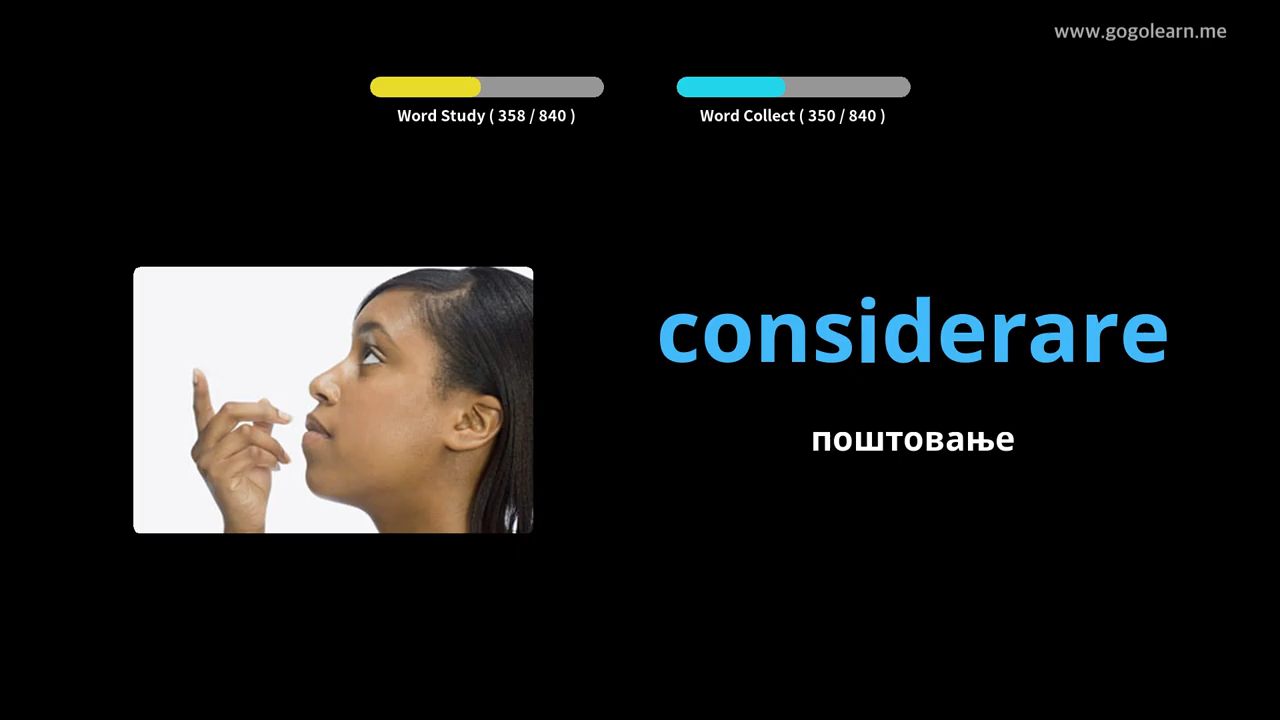 www.gogolearn.me
Word Study ( 358 / 840 )
Word Collect ( 350 / 840 )
considerare
поштовање